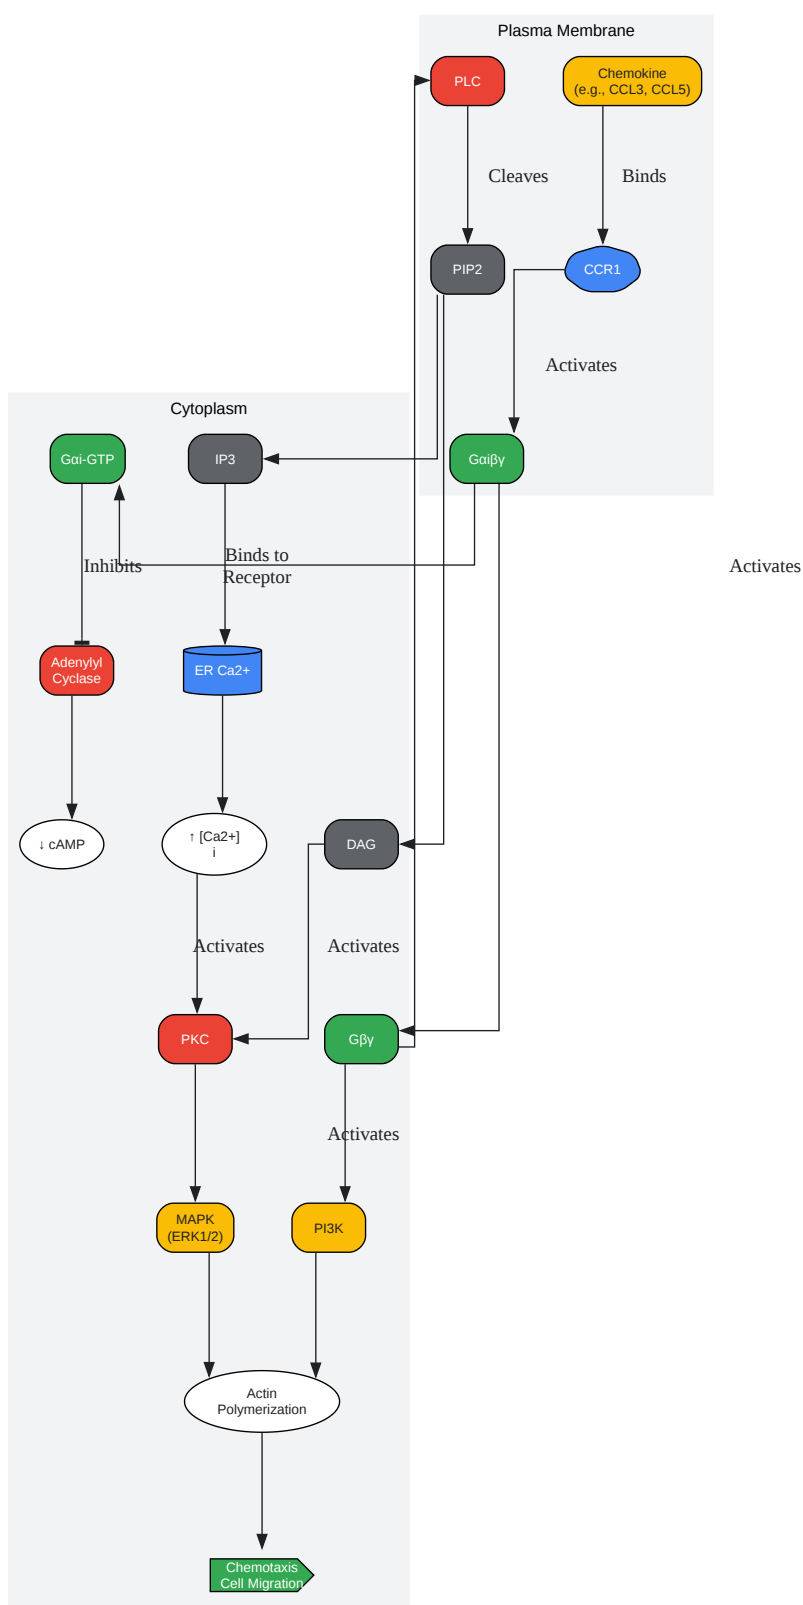 Plasma Membrane
PLC
Chemokine
(e.g., CCL3, CCL5)
Cleaves
Binds
PIP2
CCR1
Activates
Cytoplasm
Gαi-GTP
IP3
Gαiβγ
Inhibits
Binds to
Receptor
Activates
Adenylyl
Cyclase
ER Ca2+
↓ cAMP
↑ [Ca2+]
i
DAG
Activates
Activates
PKC
Gβγ
Activates
MAPK
(ERK1/2)
PI3K
Actin
Polymerization
Chemotaxis
Cell Migration